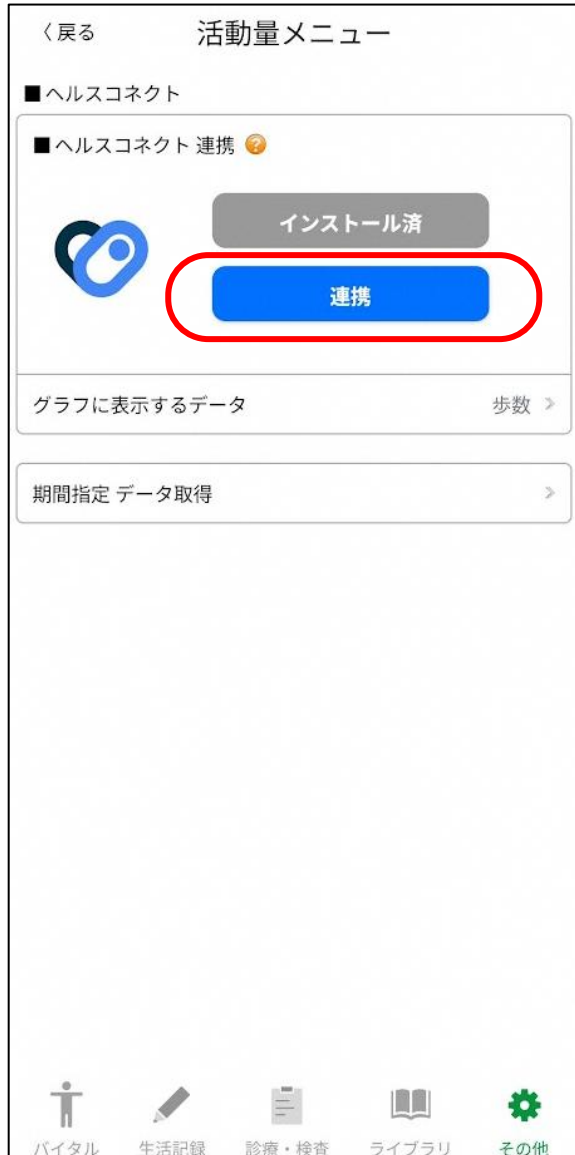 〈 戻る 活動量メニュー
■ヘルスコネクト
■ヘルスコネクト 連携 ?
インストール済
連携
グラフに表示するデータ 歩数 »
期間指定 データ取得 »
バイタル 生活記録 診療・検査 ライブラリ その他